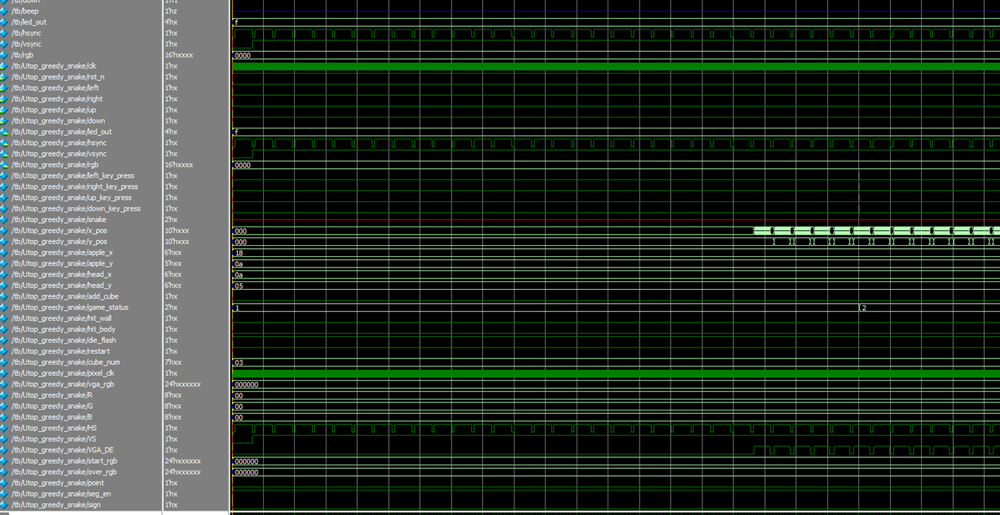 /tb/down 1'h1
/tb/beep 1'hz
/tb/led_out 4'hx f
/tb/hsync 1'hx
/tb/vsync 1'hx
/tb/rgb 16'hxxxx 0000
/tb/Utop_greedy_snake/clk 1'hx
/tb/Utop_greedy_snake/rst_n 1'hx
/tb/Utop_greedy_snake/left 1'hx
/tb/Utop_greedy_snake/right 1'hx
/tb/Utop_greedy_snake/up 1'hx
/tb/Utop_greedy_snake/down 1'hx
/tb/Utop_greedy_snake/led_out 4'hx f
/tb/Utop_greedy_snake/hsync 1'hx
/tb/Utop_greedy_snake/vsync 1'hx
/tb/Utop_greedy_snake/rgb 16'hxxxx 0000
/tb/Utop_greedy_snake/left_key_press 1'hx
/tb/Utop_greedy_snake/right_key_press 1'hx
/tb/Utop_greedy_snake/up_key_press 1'hx
/tb/Utop_greedy_snake/down_key_press 1'hx
/tb/Utop_greedy_snake/snake 2'hx
/tb/Utop_greedy_snake/x_pos 10'hxxx 000
/tb/Utop_greedy_snake/y_pos 10'hxxx 000
/tb/Utop_greedy_snake/apple_x 6'hxx 18
/tb/Utop_greedy_snake/apple_y 5'hxx 0a
/tb/Utop_greedy_snake/head_x 6'hxx 0a
/tb/Utop_greedy_snake/head_y 6'hxx 05
/tb/Utop_greedy_snake/add_cube 1'hx
/tb/Utop_greedy_snake/game_status 2'hx 1 2
/tb/Utop_greedy_snake/hit_wall 1'hx
/tb/Utop_greedy_snake/hit_body 1'hx
/tb/Utop_greedy_snake/die_flash 1'hx
/tb/Utop_greedy_snake/restart 1'hx
/tb/Utop_greedy_snake/cube_num 7'hxx 03
/tb/Utop_greedy_snake/pixel_clk 1'hx
/tb/Utop_greedy_snake/vga_rgb 24'hxxxxxx 000000
/tb/Utop_greedy_snake/R 8'hxx 00
/tb/Utop_greedy_snake/G 8'hxx 00
/tb/Utop_greedy_snake/B 8'hxx 00
/tb/Utop_greedy_snake/HS 1'hx
/tb/Utop_greedy_snake/VS 1'hx
/tb/Utop_greedy_snake/VGA_DE 1'hx
/tb/Utop_greedy_snake/start_rgb 24'hxxxxxx 000000
/tb/Utop_greedy_snake/over_rgb 24'hxxxxxx 000000
/tb/Utop_greedy_snake/point 1'hx
/tb/Utop_greedy_snake/seg_en 1'hx
/tb/Utop_greedy_snake/sign 1'hx